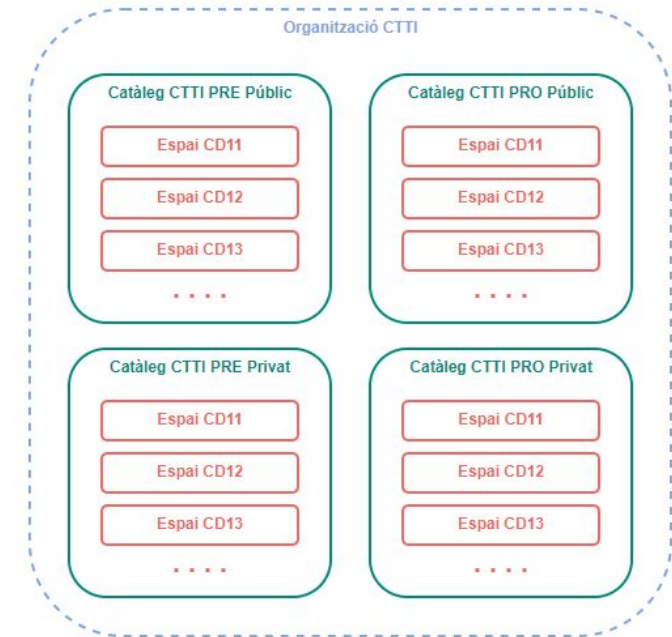 Organització CTTI
Catàleg CTTI PRE Públic
Espai CD11
Espai CD12
Espai CD13
. . . .
Catàleg CTTI PRO Públic
Espai CD11
Espai CD12
Espai CD13
. . . .
Catàleg CTTI PRE Privat
Espai CD11
Espai CD12
Espai CD13
. . . .
Catàleg CTTI PRO Privat
Espai CD11
Espai CD12
Espai CD13
. . . .